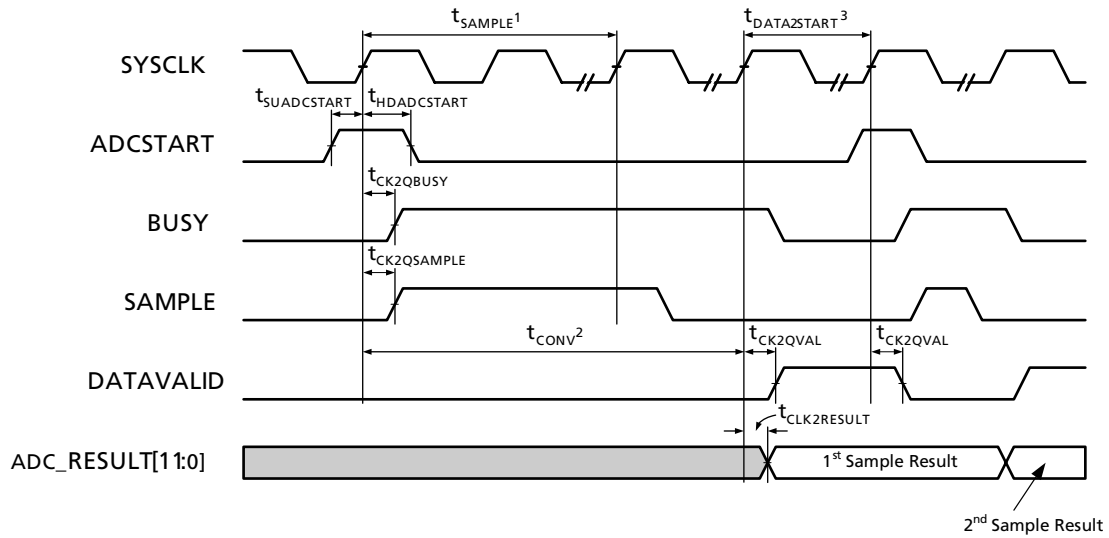 tSAMPLE1
tDATA2START3
SYSCLK
tSUADCSTART
tHDADCSTART
ADCSTART
tCK2QBUSY
BUSY
tCK2QSAMPLE
SAMPLE
tCONV2
tCK2QVAL
tCK2QVAL
DATAVALID
tCLK2RESULT
ADC_RESULT[11:0]
1st Sample Result
2nd Sample Result